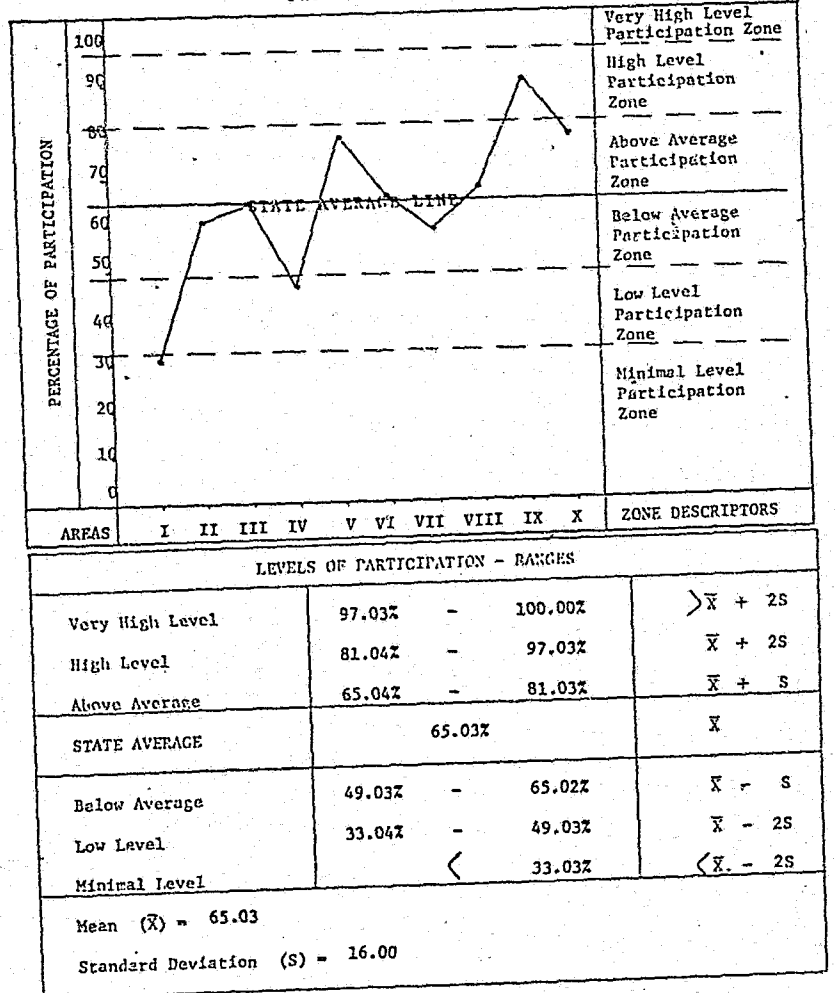 Very High Level
Participation Zone
High Level
Participation
Zone
Above Average
Participation
Zone
Below Average
Participation
Zone
Low Level
Participation
Zone
Minimal Level
Participation
Zone
PERCENTAGE OF PARTICIPATION
100
90
80
70
60
50
40
30
20
10
0
STATE AVERAGE LINE
AREAS I II III IV V VI VII VIII IX X ZONE DESCRIPTORS
LEVELS OF PARTICIPATION - RANGES
Very High Level 97.03% - 100.00% >X̄ + 2S
High Level 81.04% - 97.03% X̄ + 2S
Above Average 65.04% - 81.03% X̄ + S
STATE AVERAGE 65.03% X̄
Below Average 49.03% - 65.02% X̄ - S
Low Level 33.04% - 49.03% X̄ - 2S
Minimal Level < 33.03% <X̄. - 2S
Mean (X̄) = 65.03
Standard Deviation (S) = 16.00